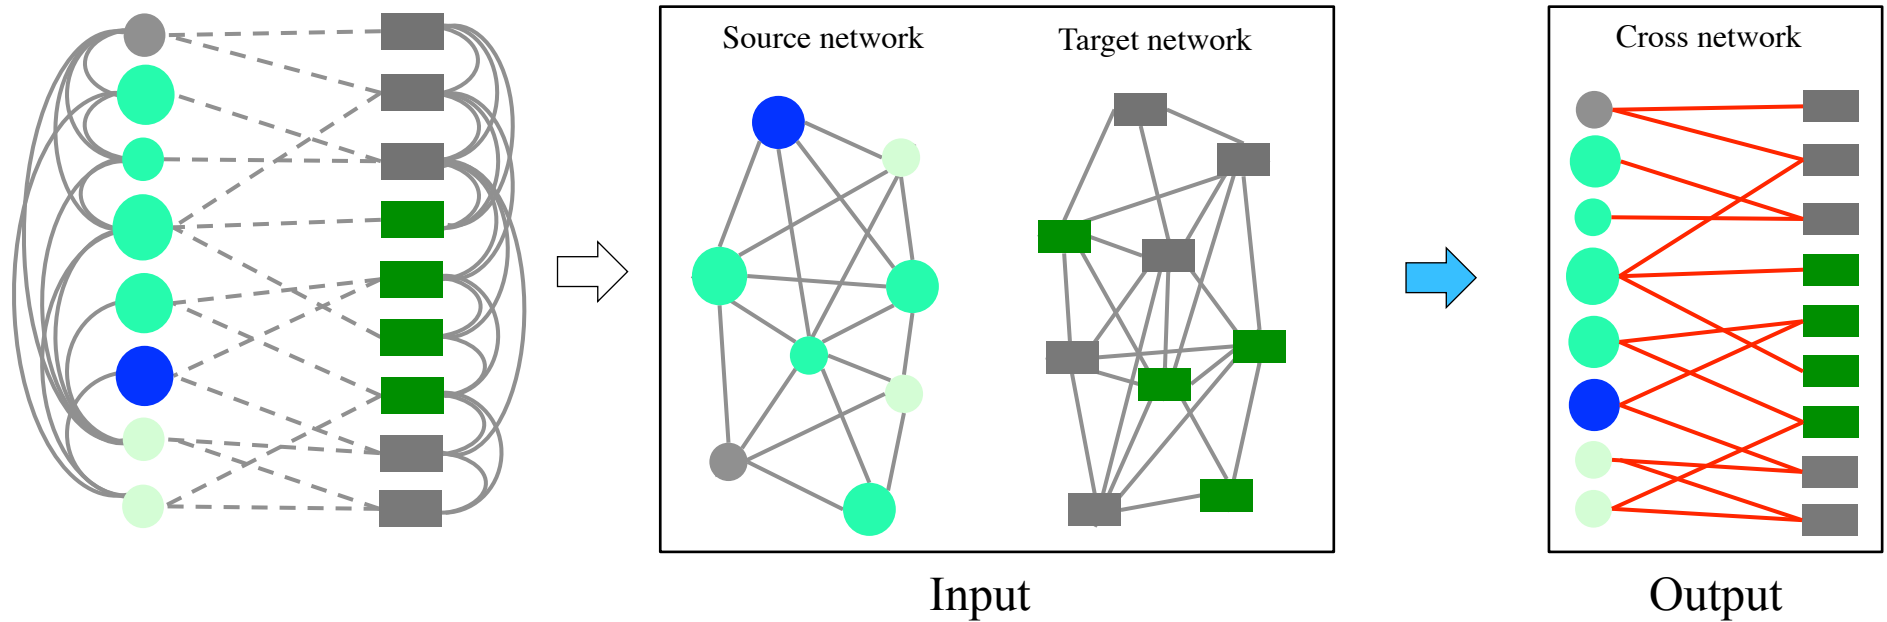 Source network
Target network
Cross network
Input
Output